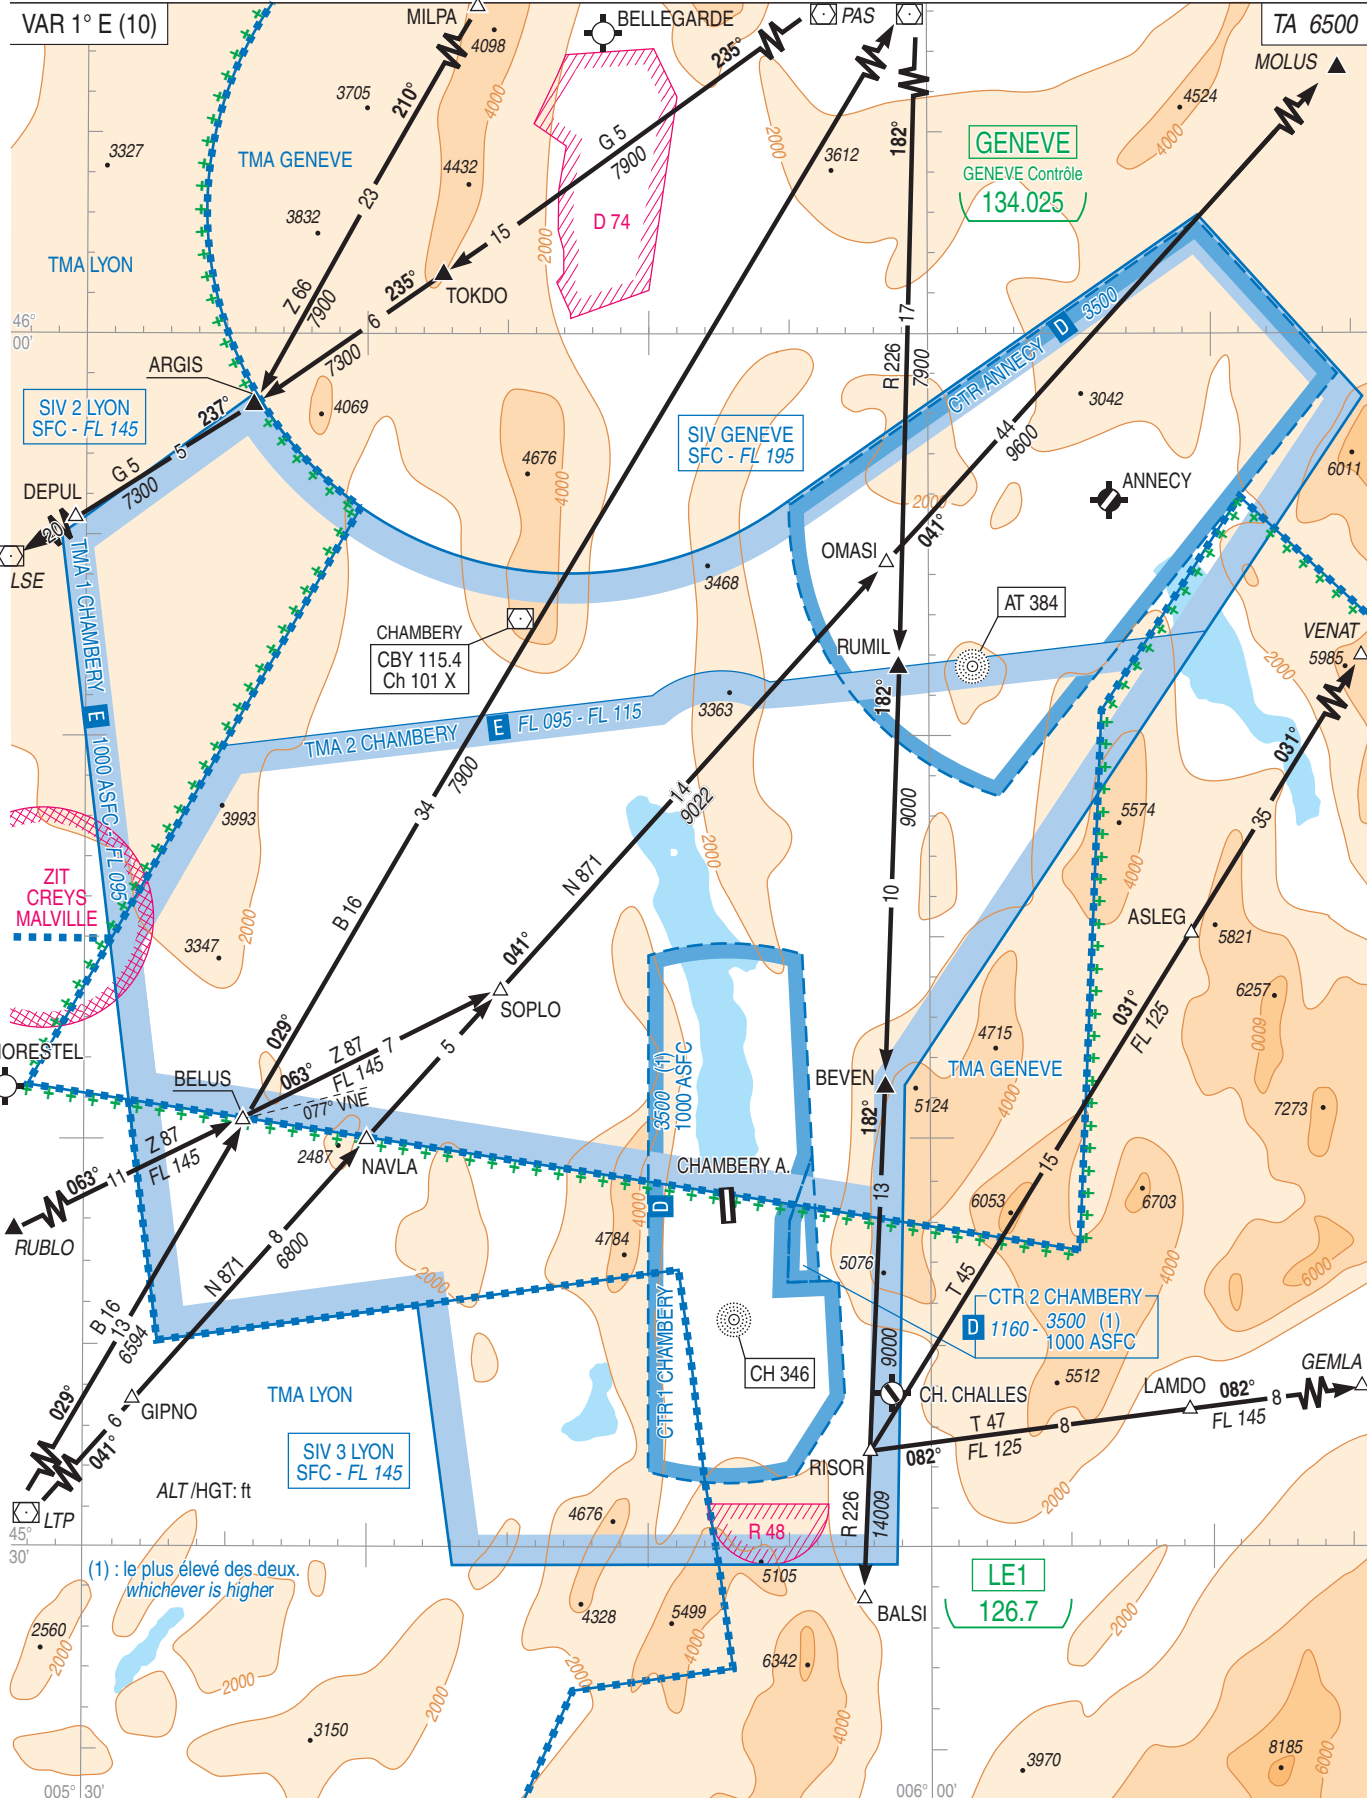 VAR 1° E (10)
MILPA
BELLEGARDE
PAS
TA 6500
MOLUS
4098
235°
3705
210°
4000
4524
4000
182°
GENEVE
GENEVE Contrôle
134.025
3327
TMA GENEVE
G 5
7900
2000
3612
4432
23
3832
D 74
15
2000
TMA LYON
235°
TOKDO
Z 66
7900
6
7300
46°
00'
17
D
3500
CTR ANNECY
R 226
7900
ARGIS
SIV 2 LYON
SFC - FL 145
237°
4069
3042
44
9600
SIV GENEVE
SFC - FL 195
5
G 5
7300
4676
4000
6011
DEPUL
ANNECY
2000
041°
20
LSE
OMASI
3468
TMA 1 CHAMBERY
E
1000 ASFC - FL 095
AT 384
CHAMBERY
CBY 115.4
Ch 101 X
RUMIL
VENAT
5985
2000
182°
3363
TMA 2 CHAMBERY
E
FL 095 - FL 115
031°
7900
34
14
9022
9000
3993
5574
35
2000
4000
ZIT
CREYS
MALVILLE
N 871
10
B 16
2000
3347
ASLEG
5821
041°
6257
6000
SOPLO
029°
031°
FL 125
4715
MORESTEL
Z 87
7
5
FL 145
063°
3500 (1)
1000 ASFC
TMA GENEVE
BEVEN
BELUS
077° VNE
5124
4000
7273
182°
Z 87
FL 145
2487
NAVLA
CHAMBERY A.
11
063°
13
15
D
4000
6053
6703
RUBLO
8
6800
4784
N 871
5076
4000
6000
2000
T 45
CTR 2 CHAMBERY
D
1160 - 3500 (1)
1000 ASFC
B 16
13
6594
9000
CTR 1 CHAMBERY
GEMLA
CH 346
5512
LAMDO
082°
8
FL 145
TMA LYON
029°
GIPNO
CH. CHALLES
T 47
8
FL 125
082°
6
041°
SIV 3 LYON
SFC - FL 145
RISOR
ALT /HGT: ft
2000
LTP
4676
R 226
14009
45°
30'
R 48
(1) : le plus élevé des deux.
whichever is higher
5105
LE1
126.7
4328
5499
BALSI
2560
2000
2000
6342
4000
2000
2000
2000
3150
4000
3970
8185
6000
005° 30'
006° 00'